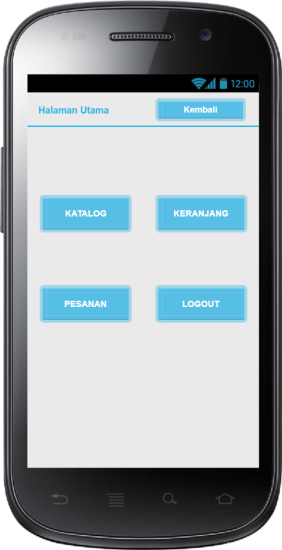 12:00
Halaman Utama Kembali
KATALOG KERANJANG
PESANAN LOGOUT